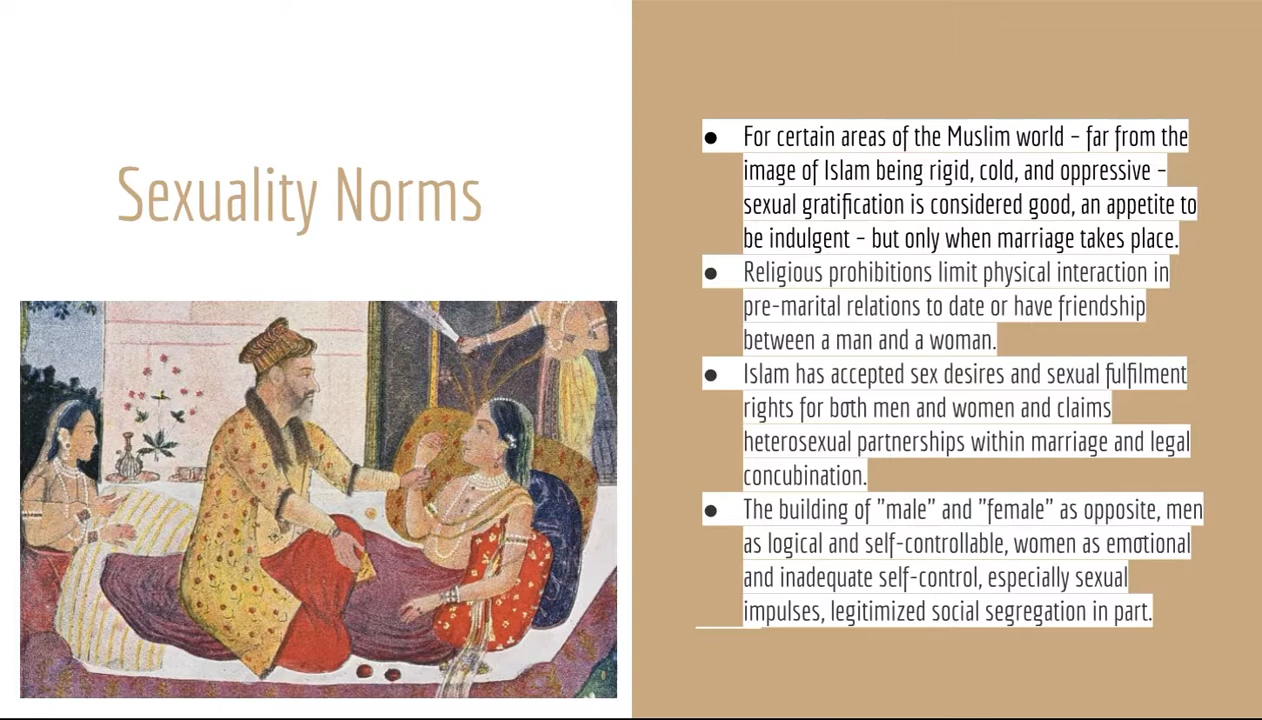 Sexuality Norms
● For certain areas of the Muslim world – far from the
image of Islam being rigid, cold, and oppressive –
sexual gratification is considered good, an appetite to
be indulgent – but only when marriage takes place.
● Religious prohibitions limit physical interaction in
pre-marital relations to date or have friendship
between a man and a woman.
● Islam has accepted sex desires and sexual fulfilment
rights for both men and women and claims
heterosexual partnerships within marriage and legal
concubination.
● The building of "male" and "female" as opposite, men
as logical and self-controllable, women as emotional
and inadequate self-control, especially sexual
impulses, legitimized social segregation in part.